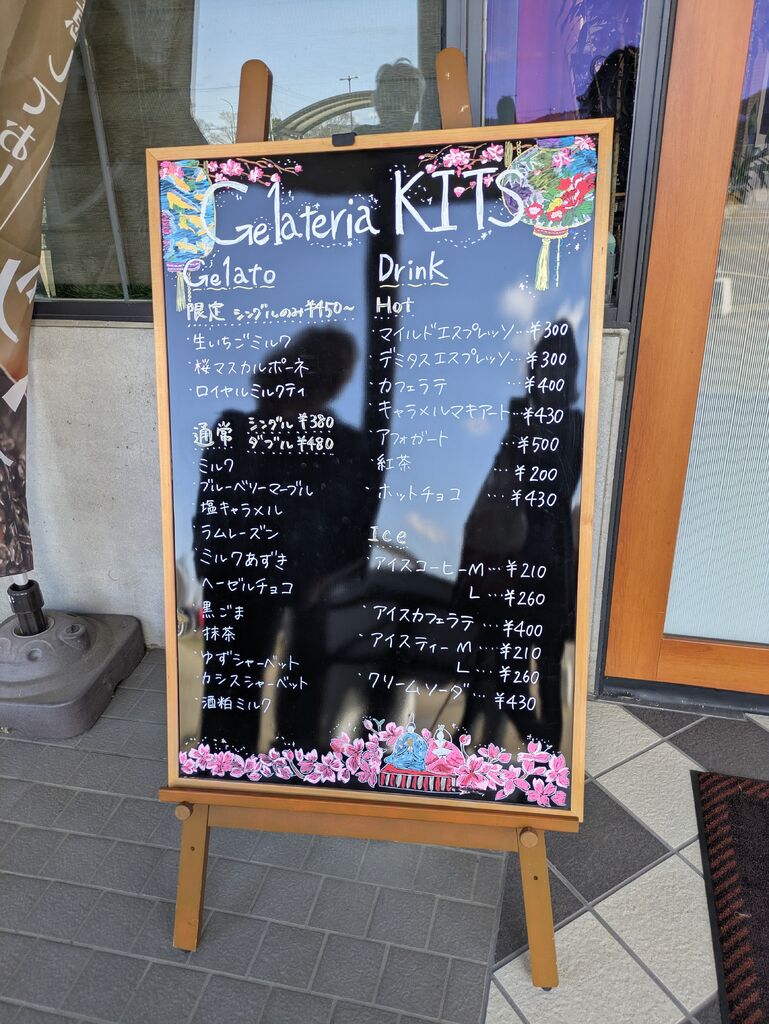 Gelateria KITS
Gelato
限定 シングルのみ¥450～
・生いちごミルク
・桜マスカルポーネ
・ロイヤルミルクティ
通常 シングル¥380
ダブル¥480
・ミルク
・ブルーベリーマーブル
・塩キャラメル
・ラムレーズン
・ミルクあずき
・ヘーゼルチョコ
・黒ごま
・抹茶
・ゆずシャーベット
・カシスシャーベット
・酒粕ミルク
Drink
Hot
・マイルドエスプレッソ…¥300
・デミタスエスプレッソ…¥300
・カフェラテ …¥400
・キャラメルマキアート…¥430
・アフォガート …¥500
・紅茶 …¥200
・ホットチョコ …¥430
Ice
・アイスコーヒーM…¥210
L…¥260
・アイスカフェラテ …¥400
・アイスティーM…¥210
L…¥260
・クリームソーダ…¥430